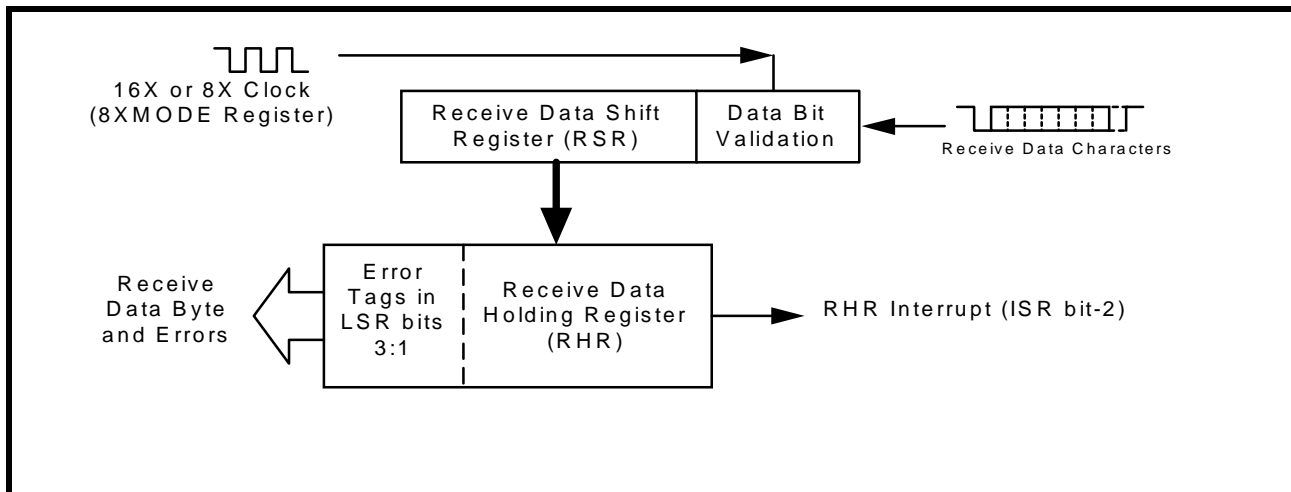 16X or 8X Clock
(8XMODE Register)
Receive Data Shift
Register (RSR)
Data Bit
Validation
Receive Data Characters
Receive
Data Byte
and Errors
Error
Tags in
LSR bits
3:1
Receive Data
Holding Register
(RHR)
RHR Interrupt (ISR bit-2)